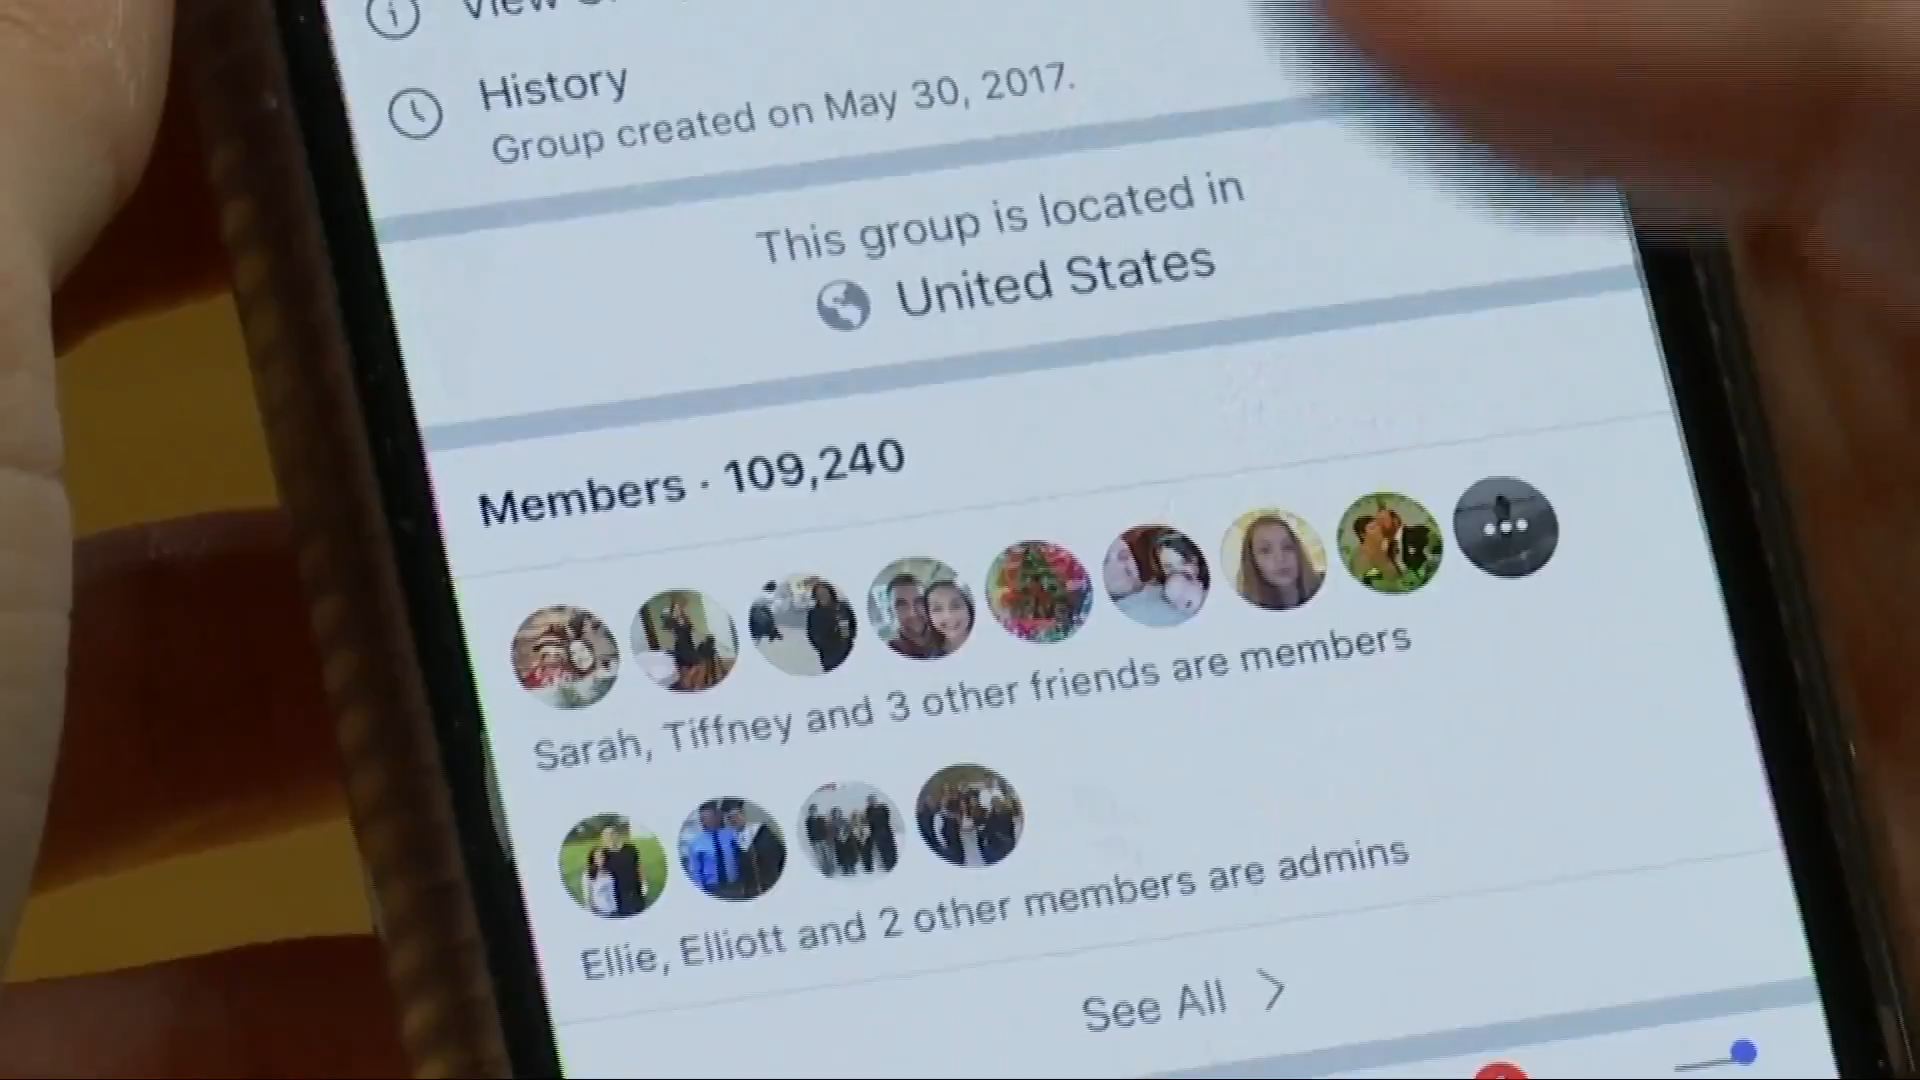 View
History
Group created on May 30, 2017.
This group is located in
United States
Members · 109,240
Sarah, Tiffney and 3 other friends are members
Ellie, Elliott and 2 other members are admins
See All